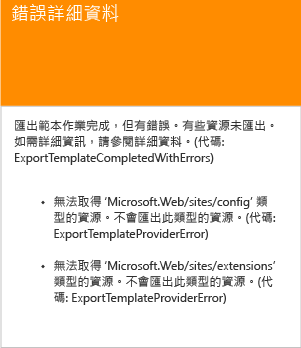 錯誤詳細資料
匯出範本作業完成，但有錯誤。有些資源未匯出。
如需詳細資訊，請參閱詳細資料。(代碼:
ExportTemplateCompletedWithErrors)
• 無法取得 ‘Microsoft.Web/sites/config’ 類
型的資源。不會匯出此類型的資源。(代碼:
ExportTemplateProviderError)
• 無法取得 ‘Microsoft.Web/sites/extensions’
類型的資源。不會匯出此類型的資源。(代
碼: ExportTemplateProviderError)